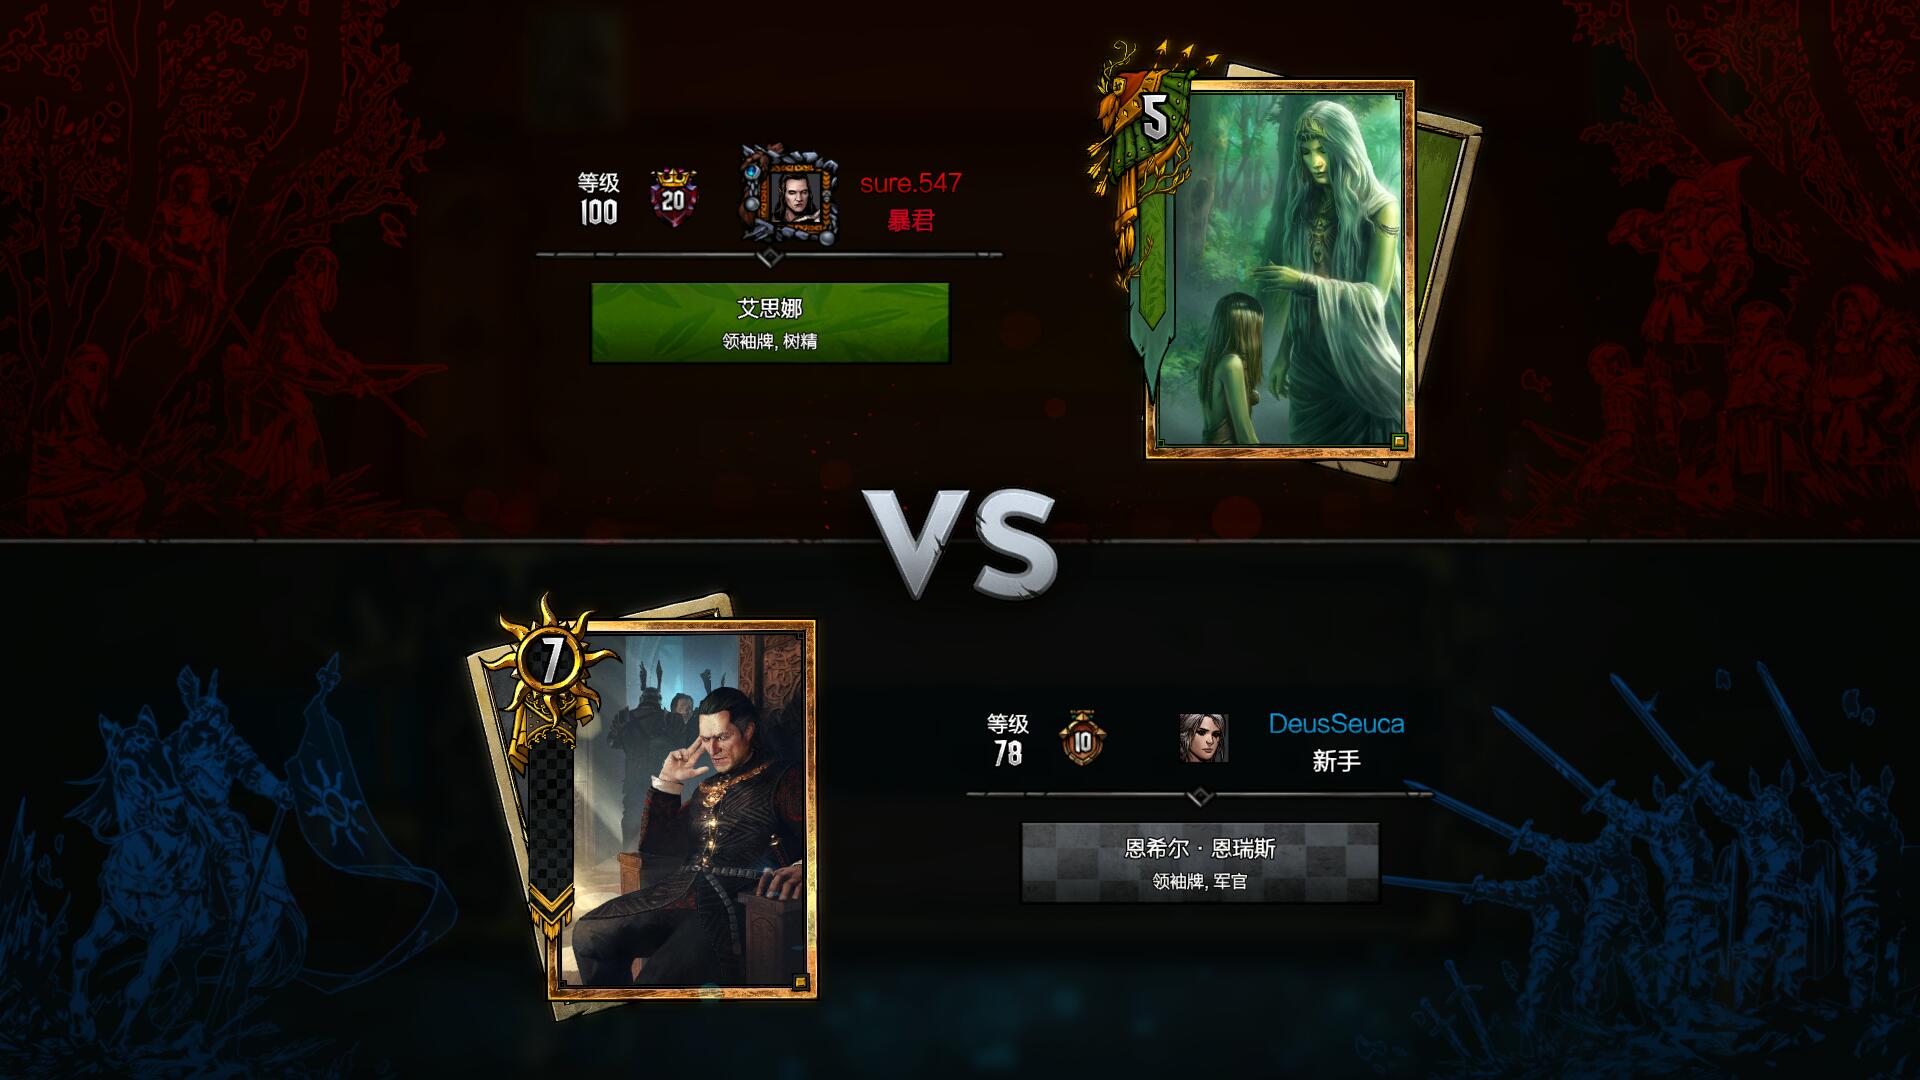 5
等级
100
20
sure.547
暴君
艾思娜
领袖牌, 树精
VS
7
等级
78
10
DeusSeuca
新手
恩希尔 · 恩瑞斯
领袖牌, 军官